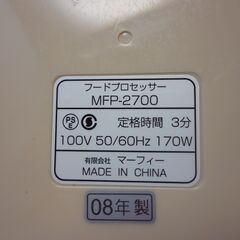 フードプロセッサー
MFP-2700
PS E 定格時間 3分
100V 50/60Hz 170W
有限会社 マーフィー
MADE IN CHINA
08年製